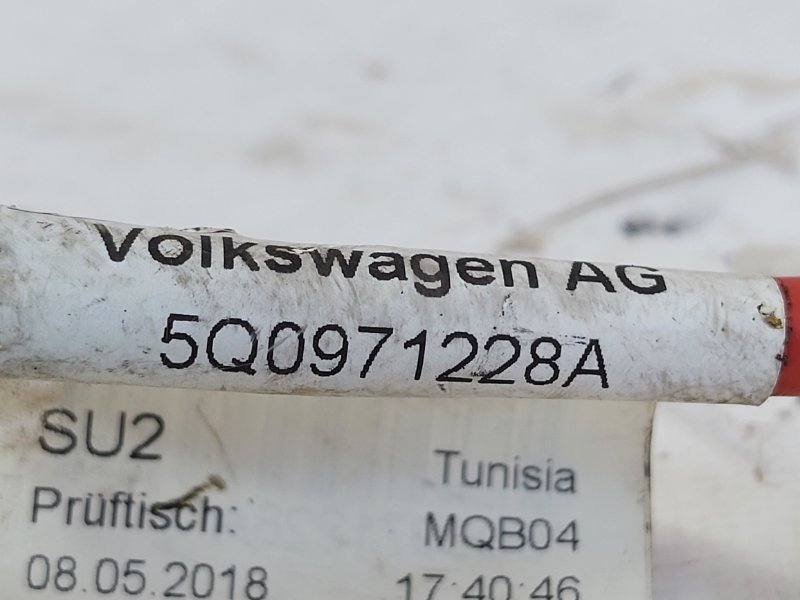 Volkswagen AG
5Q0971228A
SU2
Tunisia
Prüftisch:
MQB04
08.05.2018
17:40:46